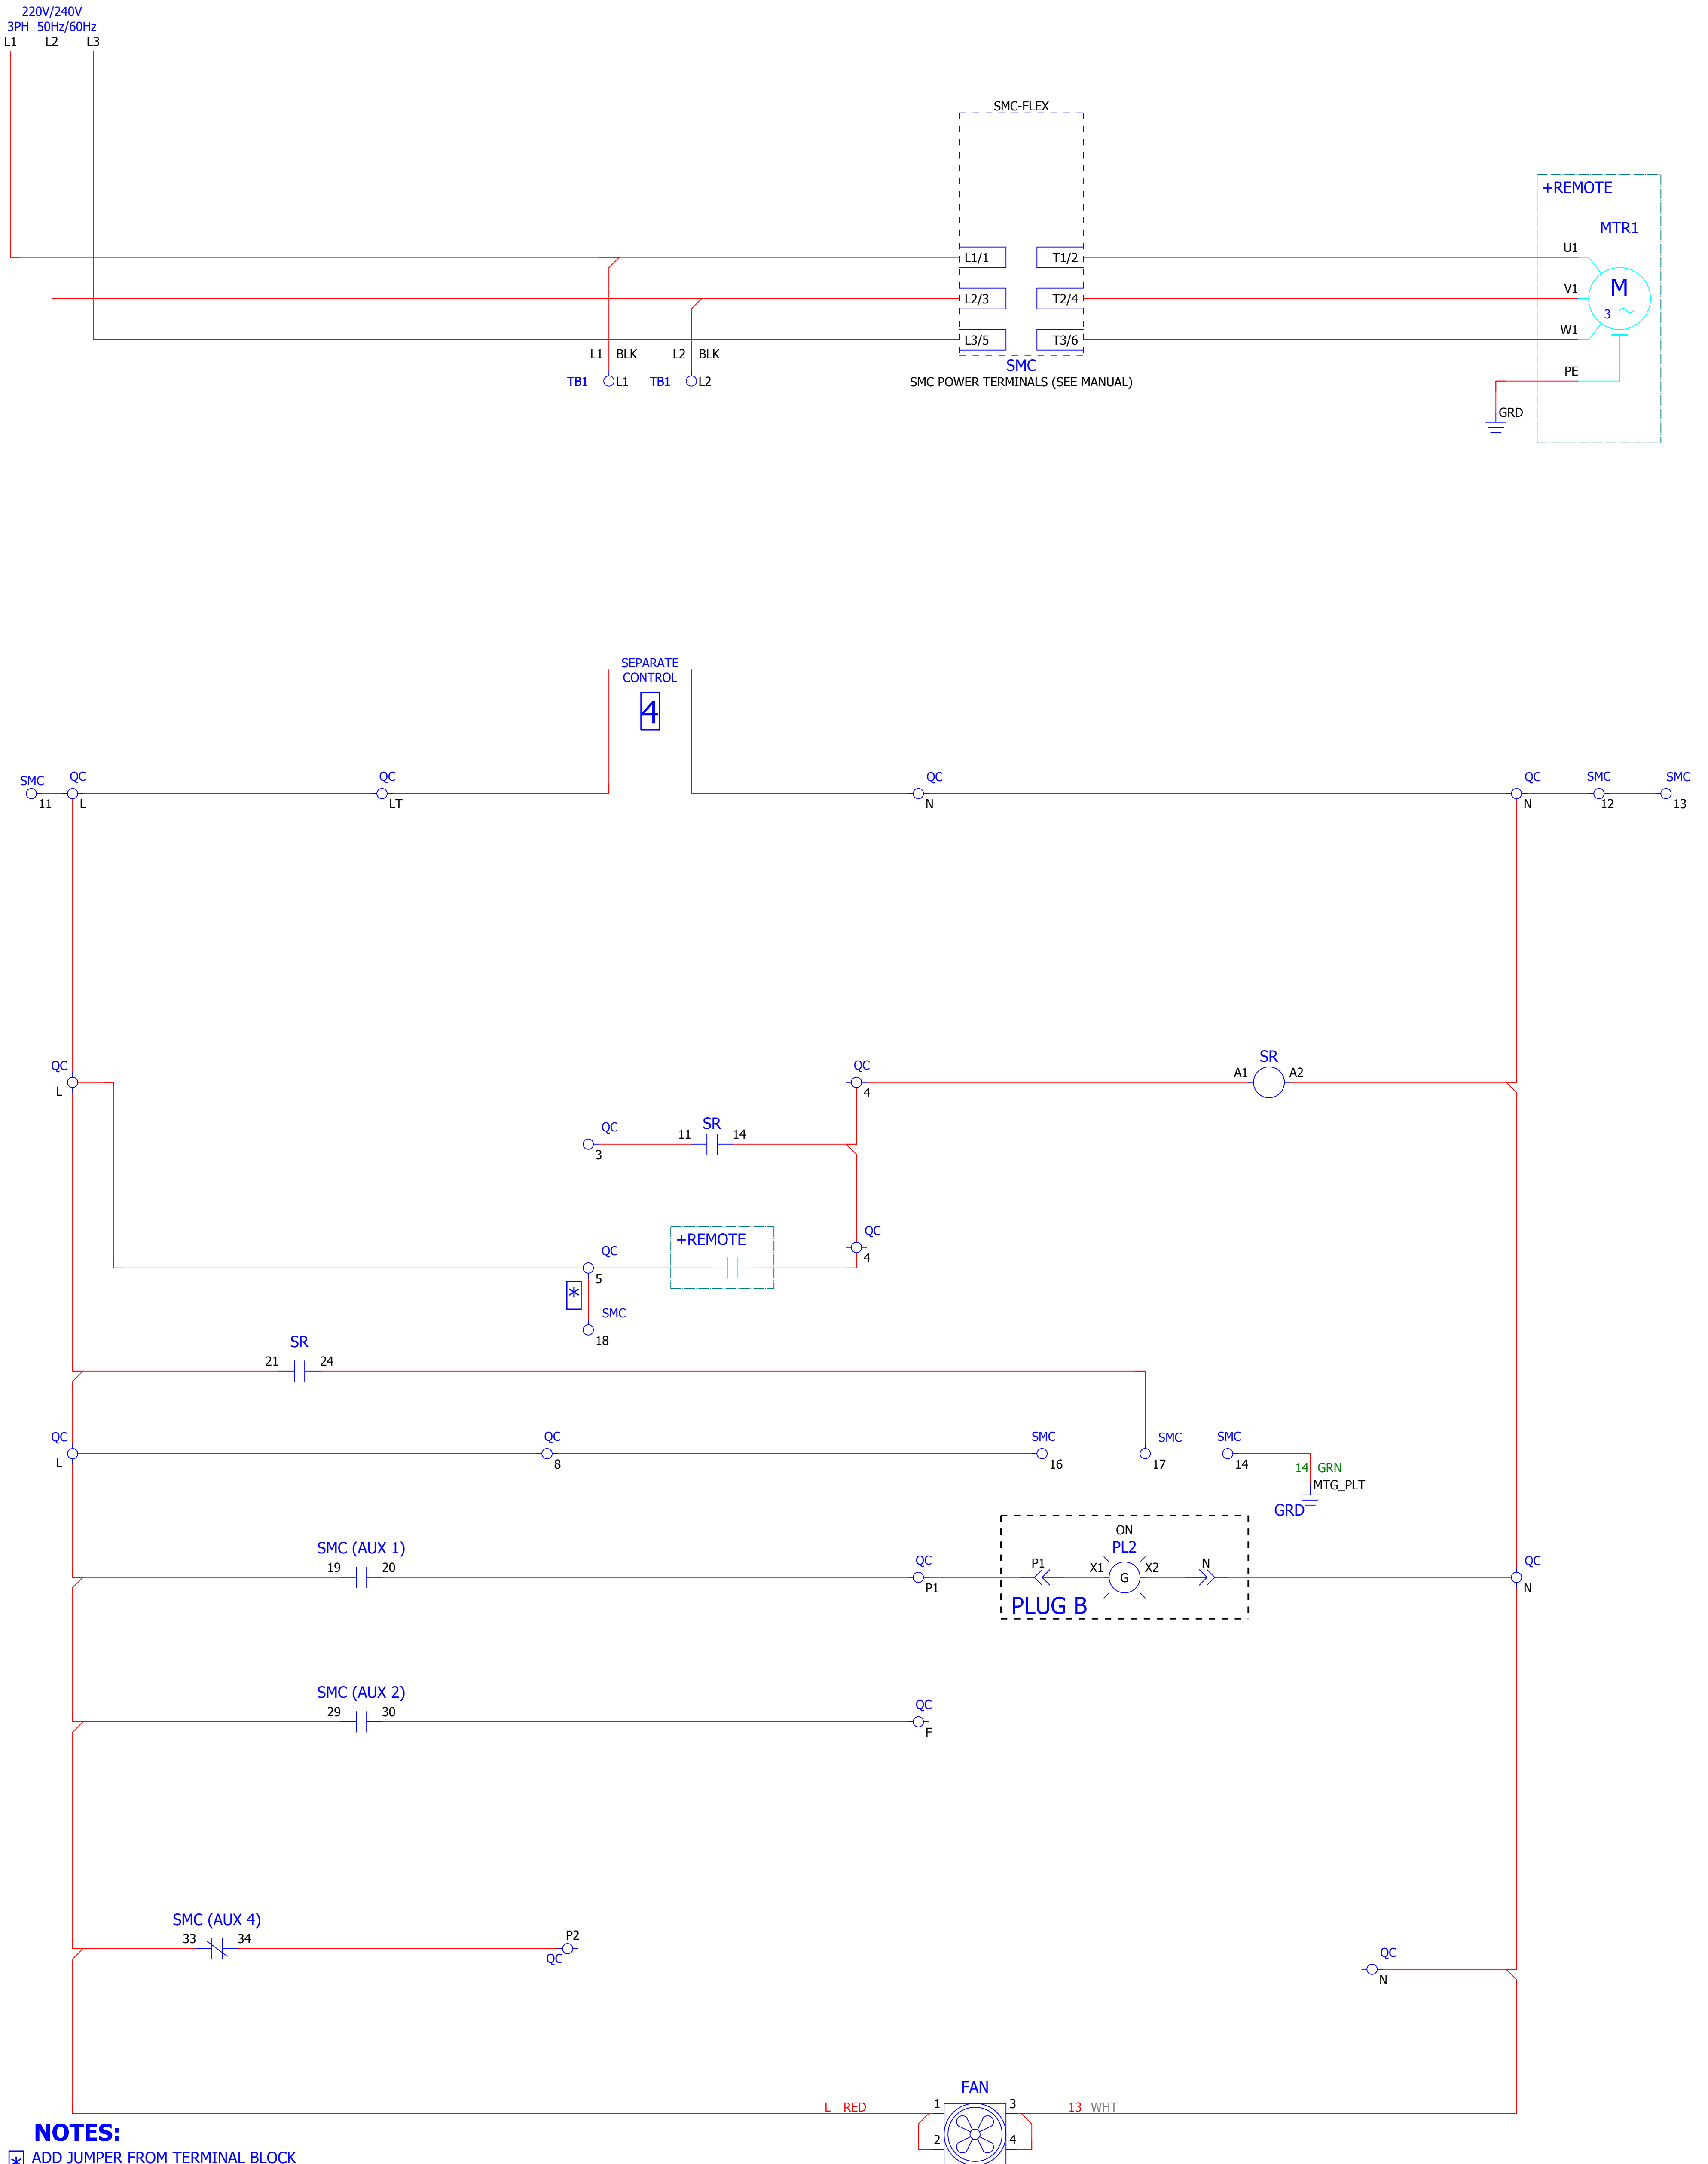 220V/240V
3PH 50Hz/60Hz
L1 L2 L3
SMC-FLEX
+REMOTE
MTR1
L1/1 T1/2 U1
L2/3 T2/4 V1 M
3
L3/5 T3/6 W1
L1 BLK L2 BLK
SMC
PE
TB1 L1 TB1 L2
SMC POWER TERMINALS (SEE MANUAL)
GRD
SEPARATE
CONTROL
4
SMC QC QC QC QC SMC SMC
11 L LT N N 12 13
QC QC SR
A1 A2
L 4
QC 11 SR 14
3
QC +REMOTE QC
5 4
* SMC
18
SR
21 24
QC QC SMC SMC SMC
L 8 16 17 14
14 GRN
MTG_PLT
GRD
ON
SMC (AUX 1) PL2
19 20 QC P1 X1 G X2 N QC
P1 N
PLUG B
SMC (AUX 2)
29 30 QC
F
SMC (AUX 4)
33 34 P2
QC QC
N
FAN
L RED 1 3 13 WHT
2 4
NOTES:
* ADD JUMPER FROM TERMINAL BLOCK